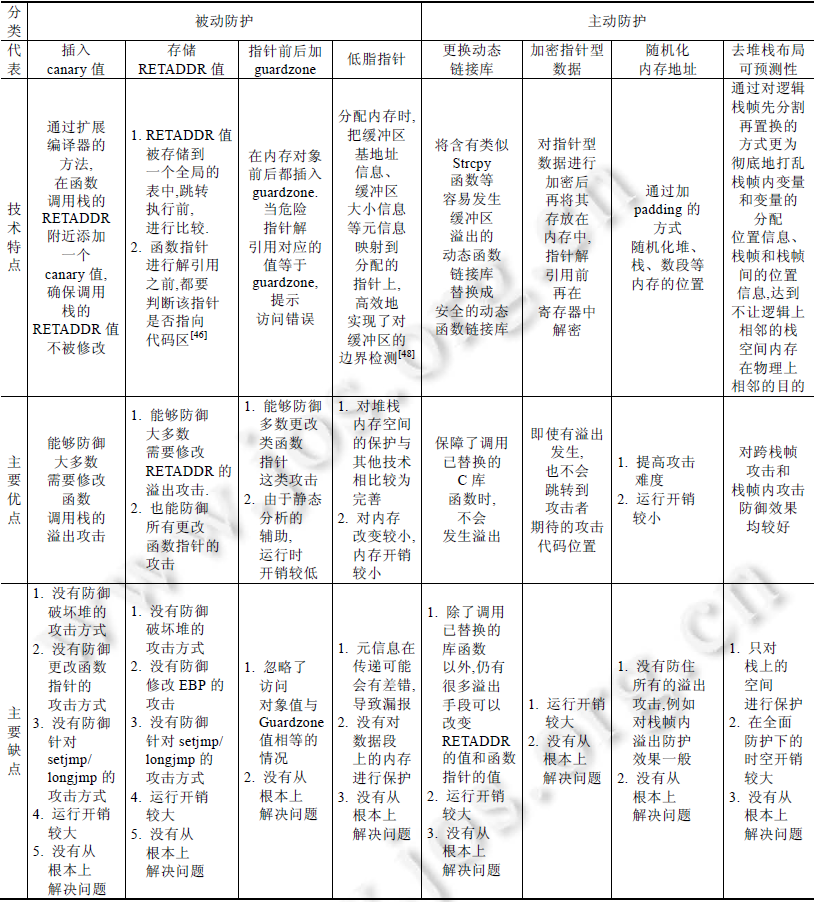 分类
被动防护
主动防护
代表
插入
canary 值
存储
RETADDR 值
指针前后加
guardzone
低脂指针
更换动态
链接库
加密指针型
数据
随机化
内存地址
去堆栈布局
可预测性
技术特点
通过扩展
编译器的
方法,
在函数
调用栈的
RETADDR
附近添加
一个
canary 值,
确保调用
栈的
RETADDR 值
不被修改
1. RETADDR 值
被存储到
一个全局的
表中,跳转
执行前,
进行比较.
2. 函数指针
进行解引用
之前,都要
判断该指针
是否指向
代码区[46]
在内存对象
前后都插入
guardzone.
当危险
指针解
引用对应的
值等于
guardzone,
提示
访问错误
分配内存时,
把缓冲区
基地址
信息、
缓冲区
大小信息
等元信息
映射到
分配的
指针上,
高效地
实现了对
缓冲区的
边界检测[48]
将含有类似
Strcpy
函数等
容易发生
缓冲区
溢出的
动态函数
链接库
替换成
安全的动态
函数链接库
对指针型
数据进行
加密后
再将其
存放在
内存中,
指针解
引用前
再在
寄存器中
解密
通过加
padding 的
方式
随机化堆、
栈、数段等
内存的位置
通过对逻辑
栈帧先分割
再置换的
方式更为
彻底地打乱
栈帧内变量
和变量的
分配
位置信息、
栈帧和栈帧
间的位置
信息,达到
不让逻辑上
相邻的栈
空间内存
在物理上
相邻的目的
主要优点
能够防御
大多数
需要修改
函数
调用栈的
溢出攻击
1. 能够防御
大多数
需要修改
RETADDR 的
溢出攻击.
2. 也能防御
所有更改
函数指针的
攻击
1. 能够防御
多数更改
类函数
指针
这类攻击
2. 由于静态
分析的
辅助,
运行时
开销较低
1. 对堆栈
内存空间
的保护与
其他技术
相比较为
完善
2. 对内存
改变较小,
内存开销
较小
保障了调用
已替换的
C 库
函数时,
不会
发生溢出
即使有溢出
发生,
也不会
跳转到
攻击者
期待的攻击
代码位置
1. 提高攻击
难度
2. 运行开销
较小
对跨栈帧
攻击和
栈帧内攻击
防御效果
均较好
主要缺点
1. 没有防御
破坏堆的
攻击方式
2. 没有防御
更改函数
指针的
攻击方式
3. 没有防御
针对
setjmp/
longjmp 的
攻击方式
4. 运行开销
较大
5. 没有从
根本上
解决问题
1. 没有防御
破坏堆的
攻击方式
2. 没有防御
修改 EBP 的
攻击
3. 没有防御
针对 setjmp/
longjmp 的
攻击方式
4. 运行开销
较大
5. 没有从
根本上
解决问题
1. 忽略了
访问
对象值与
Guardzone
值相等的
情况
2. 没有从
根本上
解决问题
1. 元信息在
传递可能
会有差错,
导致漏报
2. 没有对
数据段
上的内存
进行保护
3. 没有从
根本上
解决问题
1. 除了调用
已替换的
库函数
以外,仍有
很多溢出
手段可以
改变
RETADDR
的值和函数
指针的值
2. 运行开销
较大
3. 没有从
根本上
解决问题
1. 运行开销
较大
2. 没有从
根本上
解决问题
1. 没有防住
所有的溢出
攻击,例如
对栈帧内
溢出防护
效果一般
2. 没有从
根本上
解决问题
1. 只对
栈上的
空间
进行保护
2. 在全面
防护下的
时空开销
较大
3. 没有从
根本上
解决问题
www.jos.org.cn
www.jos.org.cn